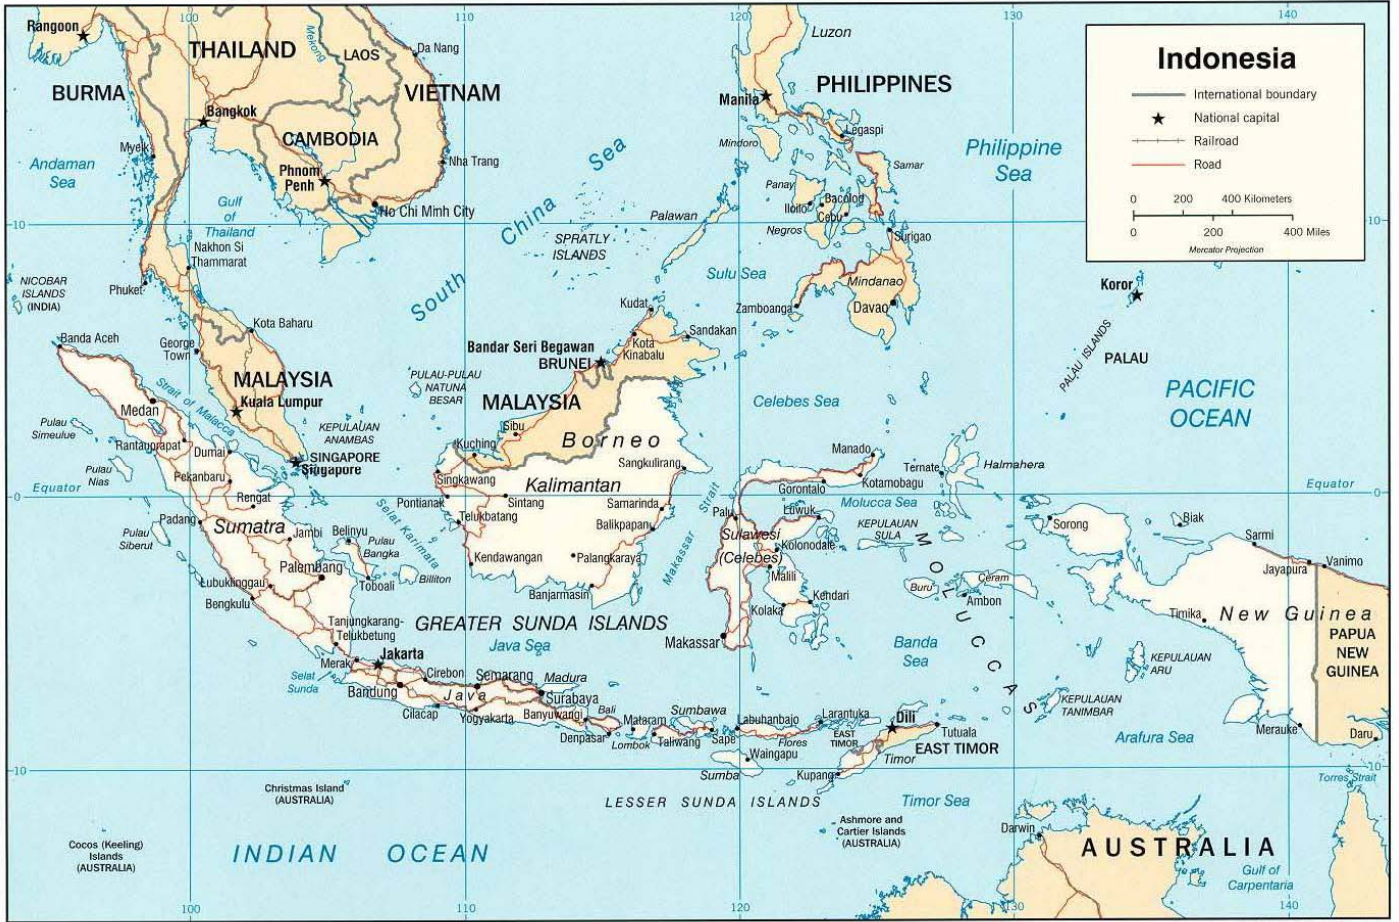 100
110
120
130
140
Rangoon
THAILAND
LAOS
Mekong
Da Nang
Luzon
Indonesia
International boundary
National capital
Railroad
Road
0 200 400 Kilometers
0 200 400 Miles
Mercator Projection
BURMA
VIETNAM
PHILIPPINES
Manila
Bangkok
CAMBODIA
Legaspi
Mindoro
Myeik
Andaman
Sea
Phnom
Penh
Nha Trang
South China Sea
Philippine
Sea
Samar
Panay
Iloilo
Bacolod
Cebu
Negros
Gulf
of
Thailand
Ho Chi Minh City
Palawan
10
10
SPRATLY
ISLANDS
Surigao
Nakhon Si
Thammarat
Sulu Sea
Mindanao
NICOBAR
ISLANDS
(INDIA)
Phuket
Koror
Kudat
Zamboanga
Davao
Kota Baharu
Sandakan
Banda Aceh
George
Town
Bandar Seri Begawan
BRUNEI
Kota
Kinabalu
PALAU ISLANDS
PALAU
MALAYSIA
PULAU-PULAU
NATUNA
BESAR
Kuala Lumpur
MALAYSIA
Celebes Sea
PACIFIC
OCEAN
Strait of Malacca
Medan
Pulau
Simeulue
KEPULAUAN
ANAMBAS
Sibu
Borneo
Kuching
Rantauprapat
Dumai
SINGAPORE
Singapore
Sangkulirang
Manado
Ternate
Halmahera
Pulau
Nias
Pekanbaru
Singkawang
Kalimantan
Kotamobagu
Gorontalo
Equator
Equator
0
0
Rengat
Pontianak
Sintang
Samarinda
Molucca Sea
Padang
Sumatra
Selat Karimata
Telukbatang
Balikpapan
Makassar Strait
Palu
Luwuk
KEPULAUAN
SULA
Sorong
Biak
Pulau
Siberut
Jambi
Belinyu
Pulau
Bangka
Sulawesi
(Celebes)
Kolonodale
MOLUCCAS
Sarmi
Kendawangan
Palangkaraya
Jayapura
Vanimo
Palembang
Toboali
Billiton
Malili
Lubuklinggau
Buru
Ceram
Ambon
Bengkulu
Banjarmasin
Kendari
Kolaka
Timika
New Guinea
Tanjungkarang-
Telukbetung
GREATER SUNDA ISLANDS
Java Sea
Makassar
Banda
Sea
PAPUA
NEW
GUINEA
Merak
Jakarta
KEPULAUAN
ARU
Selat
Sunda
Bandung
Cirebon
Semarang
Madura
Java
Surabaya
KEPULAUAN
TANIMBAR
Cilacap
Yogyakarta
Banyuwangi
Bali
Mataram
Sumbawa
Labuhanbajo
Larantuka
Dili
Tutuala
Merauke
Daru
Denpasar
Lombok
Taliwang
Sape
Flores
EAST
TIMOR
EAST TIMOR
Arafura Sea
Waingapu
Timor
Sumba
Kupang
10
10
Torres Strait
Christmas Island
(AUSTRALIA)
LESSER SUNDA ISLANDS
Timor Sea
Ashmore and
Cartier Islands
(AUSTRALIA)
Darwin
Cocos (Keeling)
Islands
(AUSTRALIA)
INDIAN OCEAN
AUSTRALIA
Gulf of
Carpentaria
100
110
120
130
140